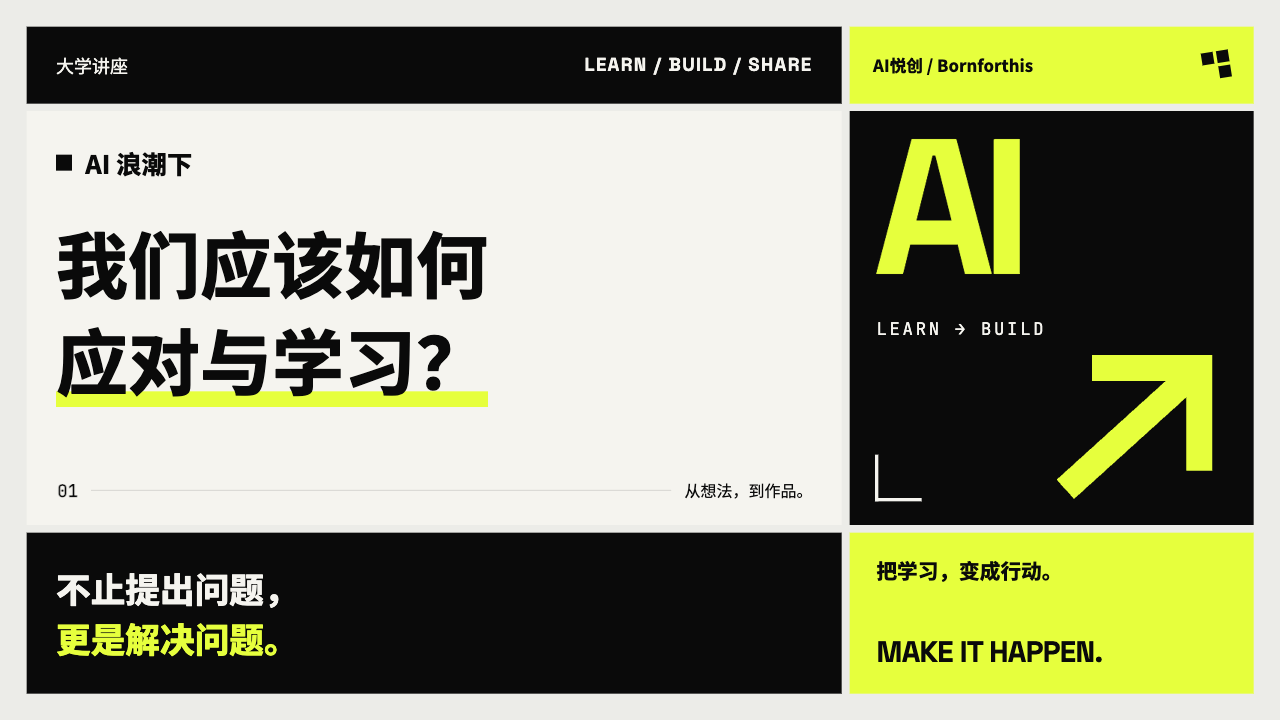 大学讲座
LEARN / BUILD / SHARE
AI悦创 / Bornforthis
AI 浪潮下
我们应该如何
应对与学习?
01
从想法，到作品。
AI
LEARN → BUILD
不止提出问题，
更是解决问题。
把学习，变成行动。
MAKE IT HAPPEN.